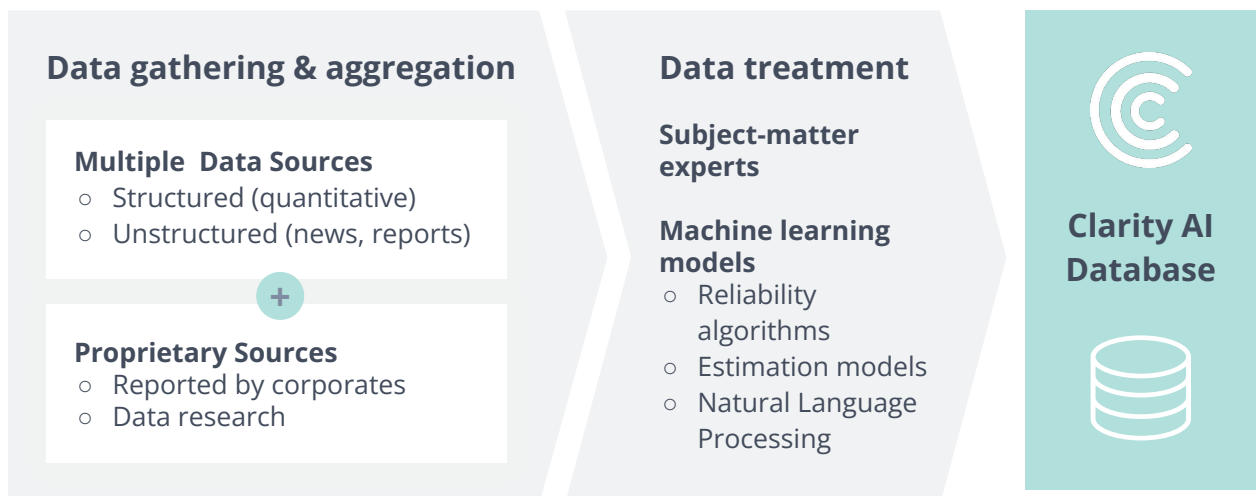 Data gathering & aggregation
Multiple Data Sources
○ Structured (quantitative)
○ Unstructured (news, reports)
+
Proprietary Sources
○ Reported by corporates
○ Data research
Data treatment
Subject-matter
experts
Machine learning
models
○ Reliability
algorithms
○ Estimation models
○ Natural Language
Processing
Clarity AI
Database